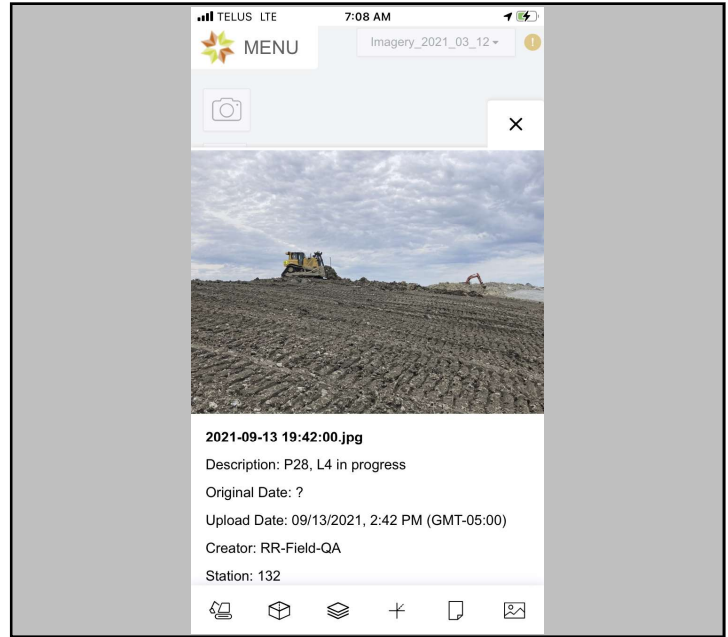 TELUS LTE 7:08 AM
MENU Imagery_2021_03_12
2021-09-13 19:42:00.jpg
Description: P28, L4 in progress
Original Date: ?
Upload Date: 09/13/2021, 2:42 PM (GMT-05:00)
Creator: RR-Field-QA
Station: 132